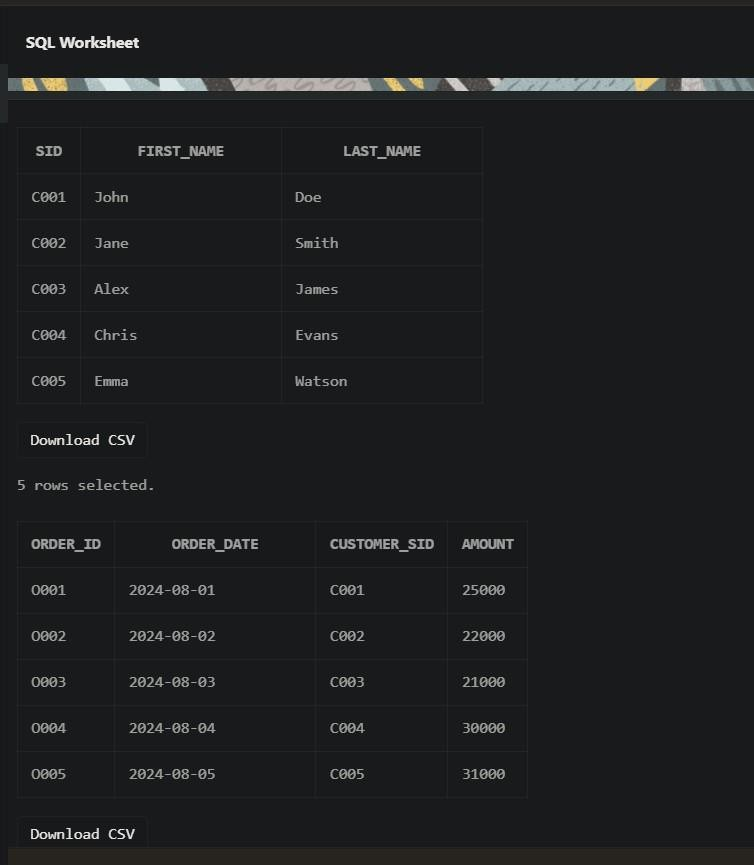 SQL Worksheet
SID FIRST_NAME LAST_NAME
C001 John Doe
C002 Jane Smith
C003 Alex James
C004 Chris Evans
C005 Emma Watson
Download CSV
5 rows selected.
ORDER_ID ORDER_DATE CUSTOMER_SID AMOUNT
O001 2024-08-01 C001 25000
O002 2024-08-02 C002 22000
O003 2024-08-03 C003 21000
O004 2024-08-04 C004 30000
O005 2024-08-05 C005 31000
Download CSV